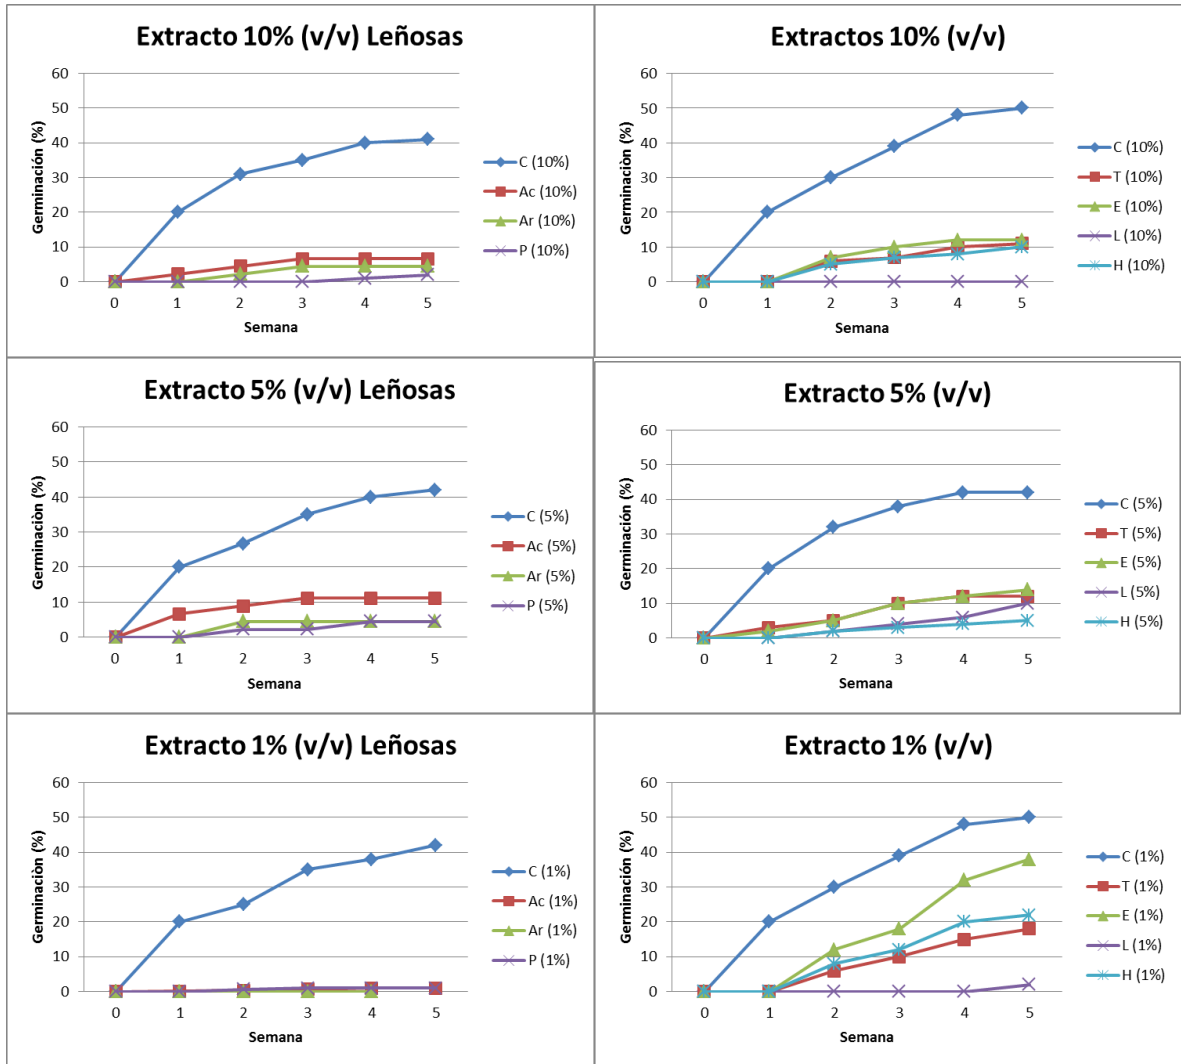 Extracto 10% (v/v) Leñosas
60
50
40
30
20
10
0
Germinación (%)
0 1 2 3 4 5
Semana
C (10%)
Ac (10%)
Ar (10%)
P (10%)
Extractos 10% (v/v)
60
50
40
30
20
10
0
Germinación (%)
0 1 2 3 4 5
Semana
C (10%)
T (10%)
E (10%)
L (10%)
H (10%)
Extracto 5% (v/v) Leñosas
60
50
40
30
20
10
0
Germinación (%)
0 1 2 3 4 5
Semana
C (5%)
Ac (5%)
Ar (5%)
P (5%)
Extracto 5% (v/v)
60
50
40
30
20
10
0
Germinación (%)
0 1 2 3 4 5
Semana
C (5%)
T (5%)
E (5%)
L (5%)
H (5%)
Extracto 1% (v/v) Leñosas
60
50
40
30
20
10
0
Germinación (%)
0 1 2 3 4 5
Semana
C (1%)
Ac (1%)
Ar (1%)
P (1%)
Extracto 1% (v/v)
60
50
40
30
20
10
0
Germinación (%)
0 1 2 3 4 5
Semana
C (1%)
T (1%)
E (1%)
L (1%)
H (1%)